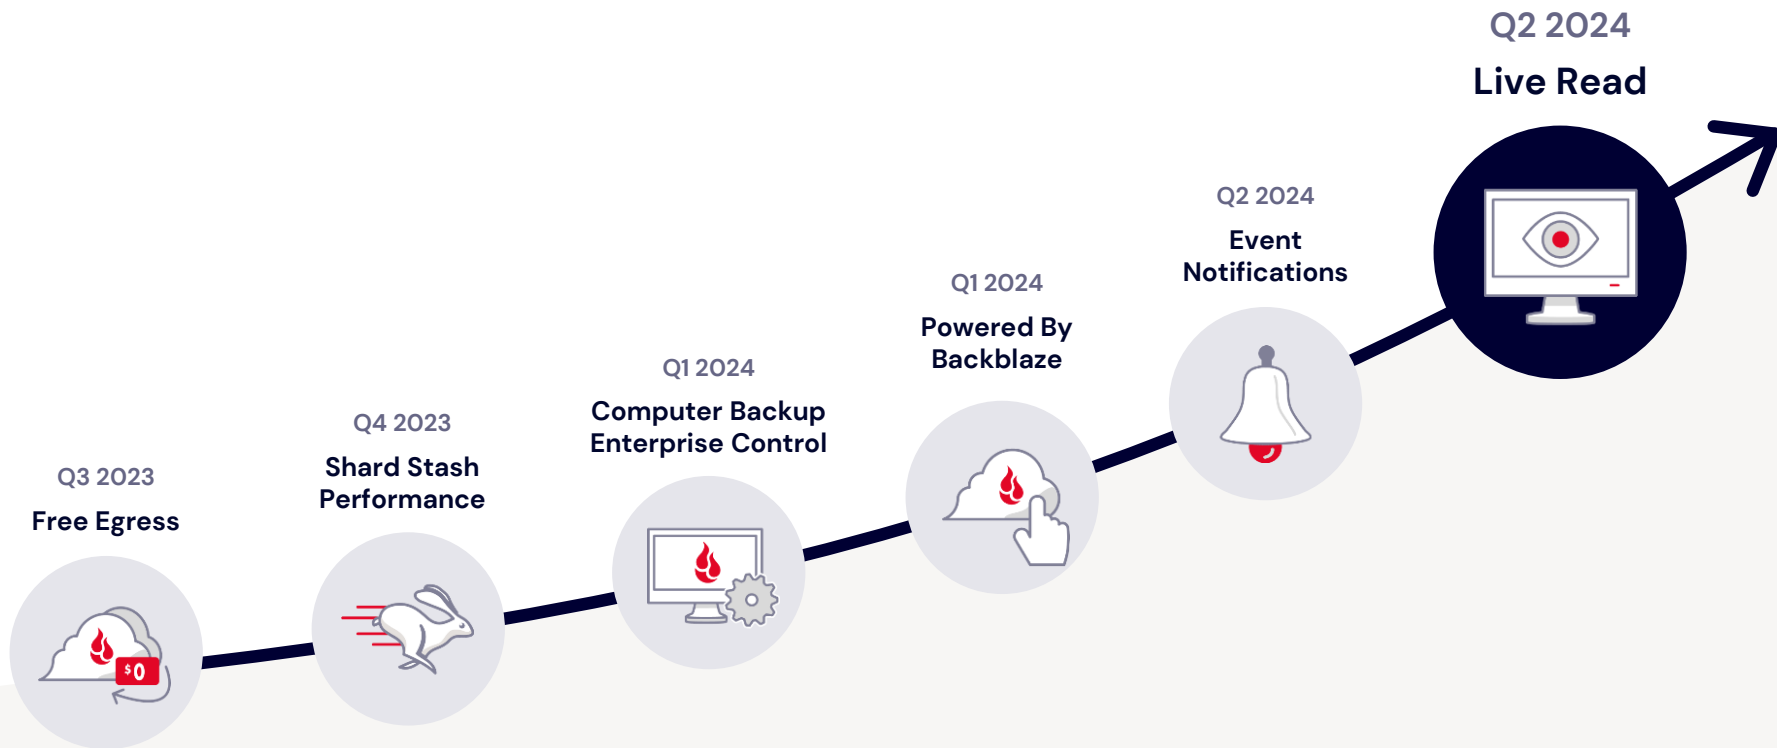 Q3 2023
Free Egress
$0
Q4 2023
Shard Stash
Performance
Q1 2024
Computer Backup
Enterprise Control
Q1 2024
Powered By
Backblaze
Q2 2024
Event
Notifications
Q2 2024
Live Read